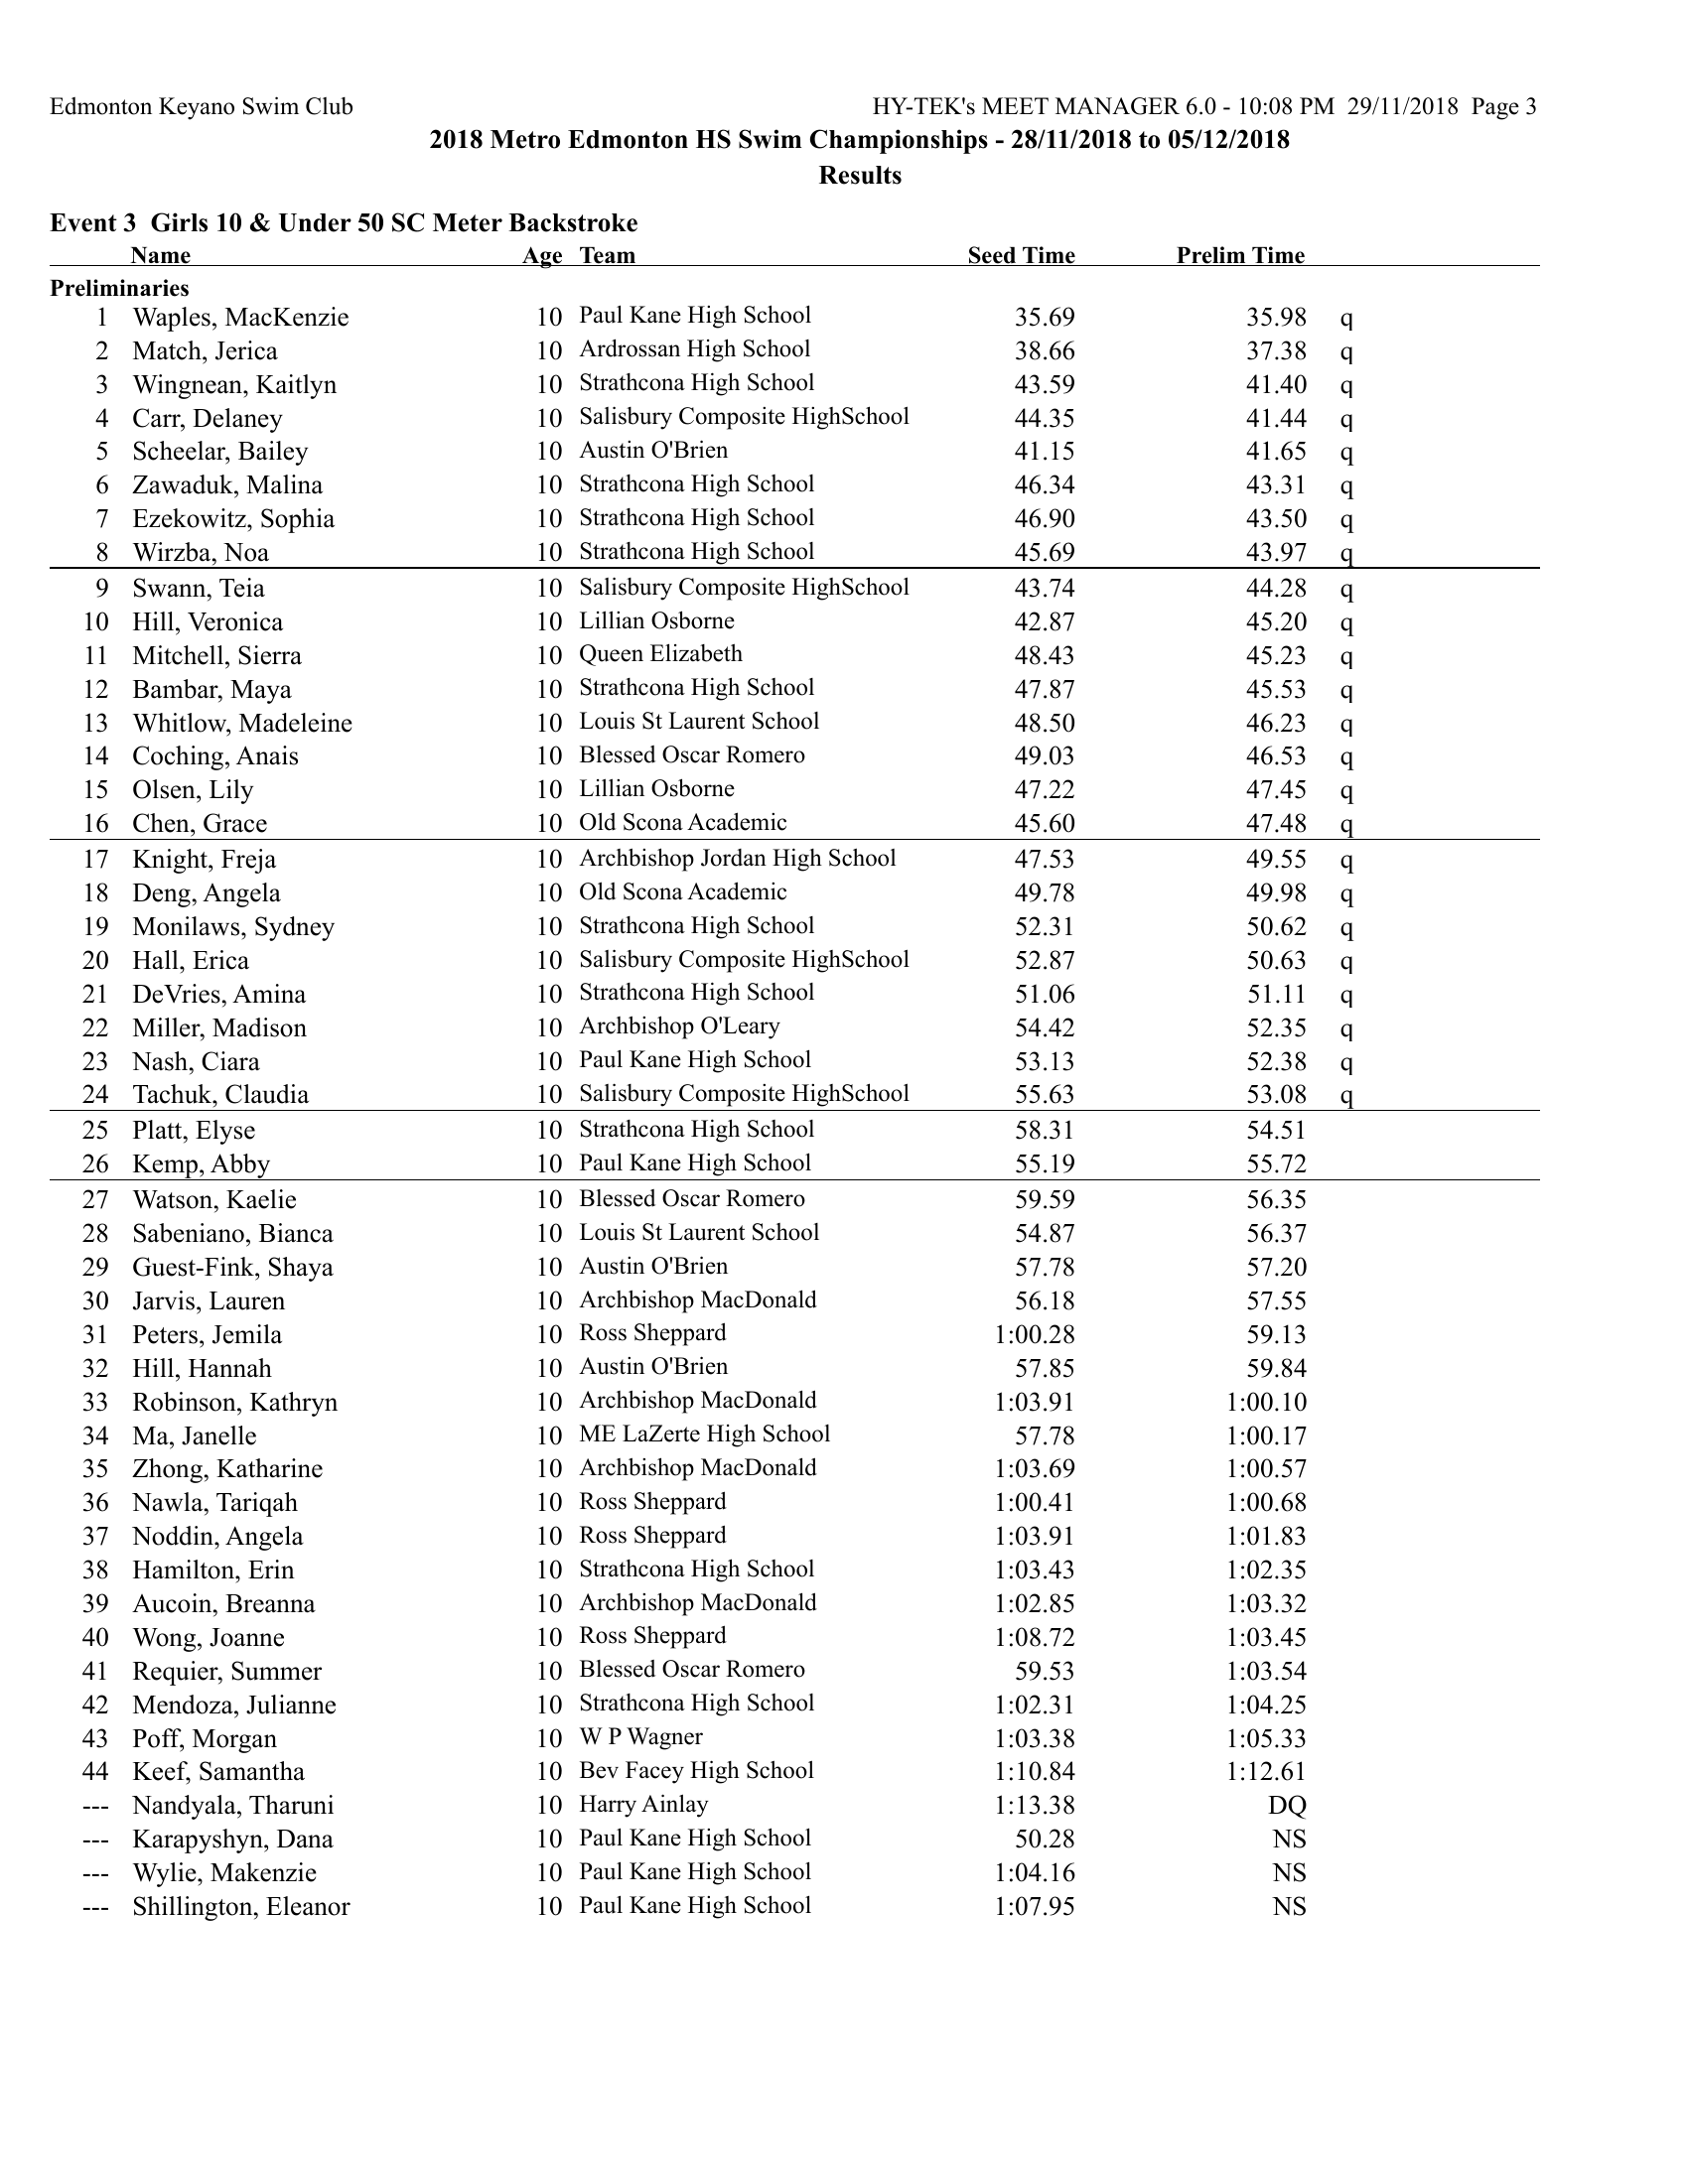 Edmonton Keyano Swim Club HY-TEK's MEET MANAGER 6.0 - 10:08 PM 29/11/2018 Page 3
2018 Metro Edmonton HS Swim Championships - 28/11/2018 to 05/12/2018
Results
Event 3 Girls 10 & Under 50 SC Meter Backstroke
Name Age Team Seed Time Prelim Time
Preliminaries
1 Waples, MacKenzie 10 Paul Kane High School 35.69 35.98 q
2 Match, Jerica 10 Ardrossan High School 38.66 37.38 q
3 Wingnean, Kaitlyn 10 Strathcona High School 43.59 41.40 q
4 Carr, Delaney 10 Salisbury Composite HighSchool 44.35 41.44 q
5 Scheelar, Bailey 10 Austin O'Brien 41.15 41.65 q
6 Zawaduk, Malina 10 Strathcona High School 46.34 43.31 q
7 Ezekowitz, Sophia 10 Strathcona High School 46.90 43.50 q
8 Wirzba, Noa 10 Strathcona High School 45.69 43.97 q
9 Swann, Teia 10 Salisbury Composite HighSchool 43.74 44.28 q
10 Hill, Veronica 10 Lillian Osborne 42.87 45.20 q
11 Mitchell, Sierra 10 Queen Elizabeth 48.43 45.23 q
12 Bambar, Maya 10 Strathcona High School 47.87 45.53 q
13 Whitlow, Madeleine 10 Louis St Laurent School 48.50 46.23 q
14 Coching, Anais 10 Blessed Oscar Romero 49.03 46.53 q
15 Olsen, Lily 10 Lillian Osborne 47.22 47.45 q
16 Chen, Grace 10 Old Scona Academic 45.60 47.48 q
17 Knight, Freja 10 Archbishop Jordan High School 47.53 49.55 q
18 Deng, Angela 10 Old Scona Academic 49.78 49.98 q
19 Monilaws, Sydney 10 Strathcona High School 52.31 50.62 q
20 Hall, Erica 10 Salisbury Composite HighSchool 52.87 50.63 q
21 DeVries, Amina 10 Strathcona High School 51.06 51.11 q
22 Miller, Madison 10 Archbishop O'Leary 54.42 52.35 q
23 Nash, Ciara 10 Paul Kane High School 53.13 52.38 q
24 Tachuk, Claudia 10 Salisbury Composite HighSchool 55.63 53.08 q
25 Platt, Elyse 10 Strathcona High School 58.31 54.51
26 Kemp, Abby 10 Paul Kane High School 55.19 55.72
27 Watson, Kaelie 10 Blessed Oscar Romero 59.59 56.35
28 Sabeniano, Bianca 10 Louis St Laurent School 54.87 56.37
29 Guest-Fink, Shaya 10 Austin O'Brien 57.78 57.20
30 Jarvis, Lauren 10 Archbishop MacDonald 56.18 57.55
31 Peters, Jemila 10 Ross Sheppard 1:00.28 59.13
32 Hill, Hannah 10 Austin O'Brien 57.85 59.84
33 Robinson, Kathryn 10 Archbishop MacDonald 1:03.91 1:00.10
34 Ma, Janelle 10 ME LaZerte High School 57.78 1:00.17
35 Zhong, Katharine 10 Archbishop MacDonald 1:03.69 1:00.57
36 Nawla, Tariqah 10 Ross Sheppard 1:00.41 1:00.68
37 Noddin, Angela 10 Ross Sheppard 1:03.91 1:01.83
38 Hamilton, Erin 10 Strathcona High School 1:03.43 1:02.35
39 Aucoin, Breanna 10 Archbishop MacDonald 1:02.85 1:03.32
40 Wong, Joanne 10 Ross Sheppard 1:08.72 1:03.45
41 Requier, Summer 10 Blessed Oscar Romero 59.53 1:03.54
42 Mendoza, Julianne 10 Strathcona High School 1:02.31 1:04.25
43 Poff, Morgan 10 W P Wagner 1:03.38 1:05.33
44 Keef, Samantha 10 Bev Facey High School 1:10.84 1:12.61
--- Nandyala, Tharuni 10 Harry Ainlay 1:13.38 DQ
--- Karapyshyn, Dana 10 Paul Kane High School 50.28 NS
--- Wylie, Makenzie 10 Paul Kane High School 1:04.16 NS
--- Shillington, Eleanor 10 Paul Kane High School 1:07.95 NS